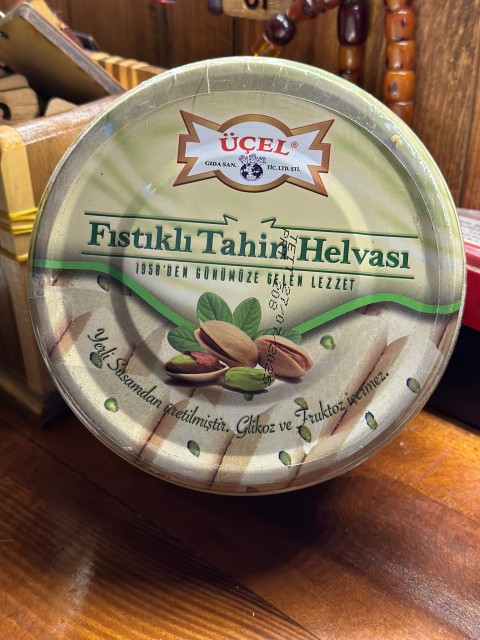 ÜÇEL®
GIDA SAN. TİC. LTD. ŞTİ.
Fıstıklı Tahin Helvası
1958'DEN GÜNÜMÜZE GELEN LEZZET
Yerli Susamdan üretilmiştir. Glikoz ve Fruktoz içermez.